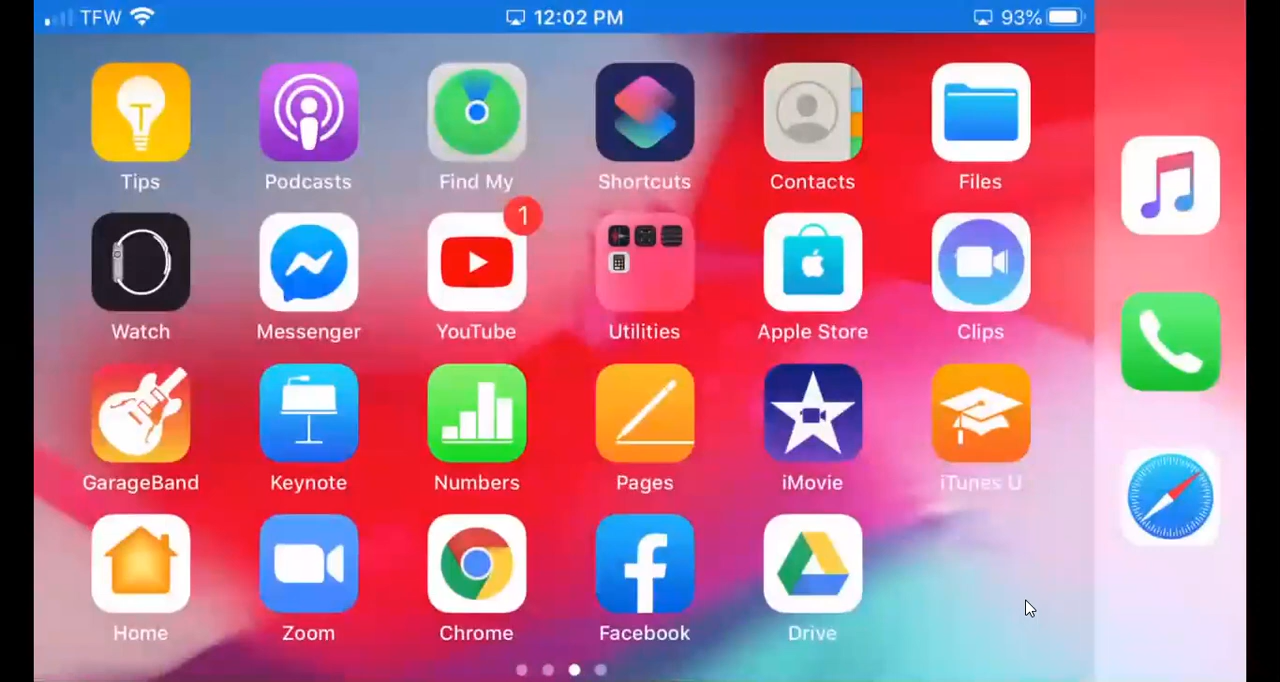 TFW 12:02 PM 93%
Tips Podcasts Find My Shortcuts Contacts Files
1
Watch Messenger YouTube Utilities Apple Store Clips
GarageBand Keynote Numbers Pages iMovie iTunes U
Home Zoom Chrome Facebook Drive